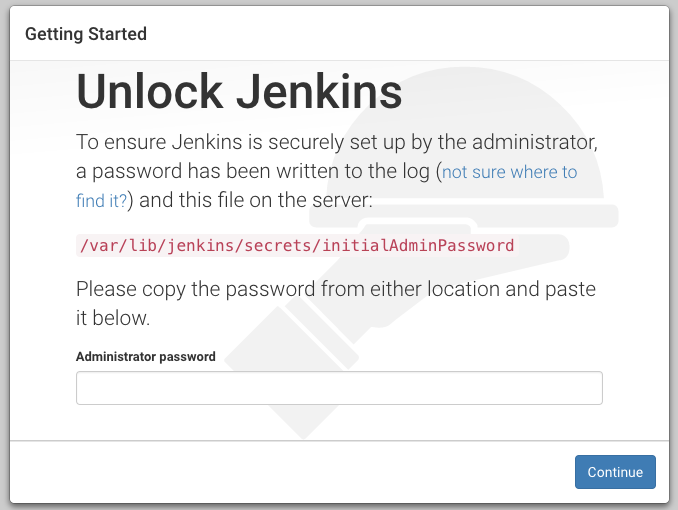 Getting Started
Unlock Jenkins
To ensure Jenkins is securely set up by the administrator,
a password has been written to the log (not sure where to
find it?) and this file on the server:
/var/lib/jenkins/secrets/initialAdminPassword
Please copy the password from either location and paste
it below.
Administrator password
Continue